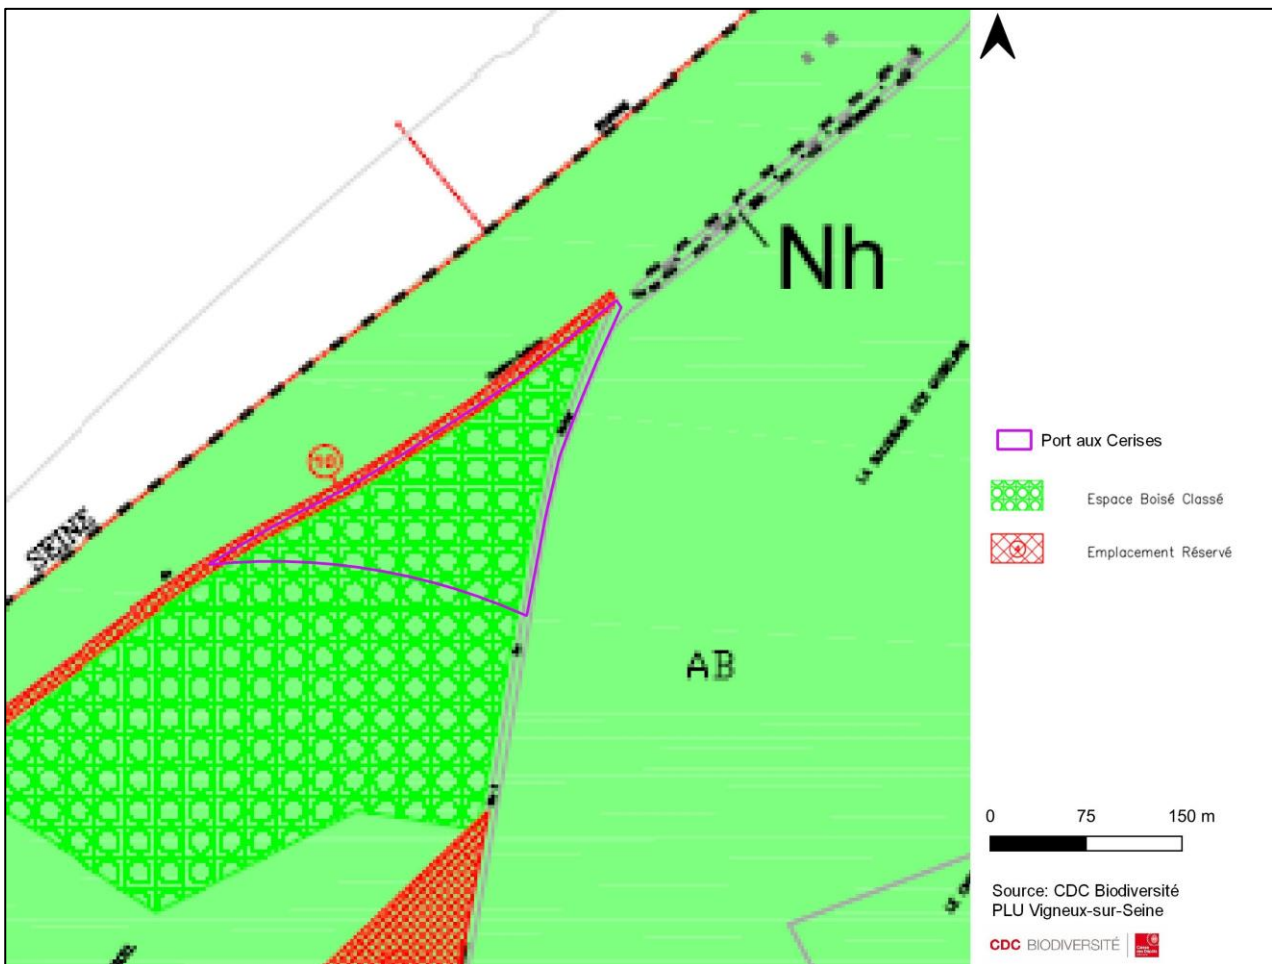 Nh
10
SEINE
AB
Port aux Cerises
Espace Boisé Classé
Emplacement Réservé
0 75 150 m
Source: CDC Biodiversité
PLU Vigneux-sur-Seine
CDC BIODIVERSITÉ